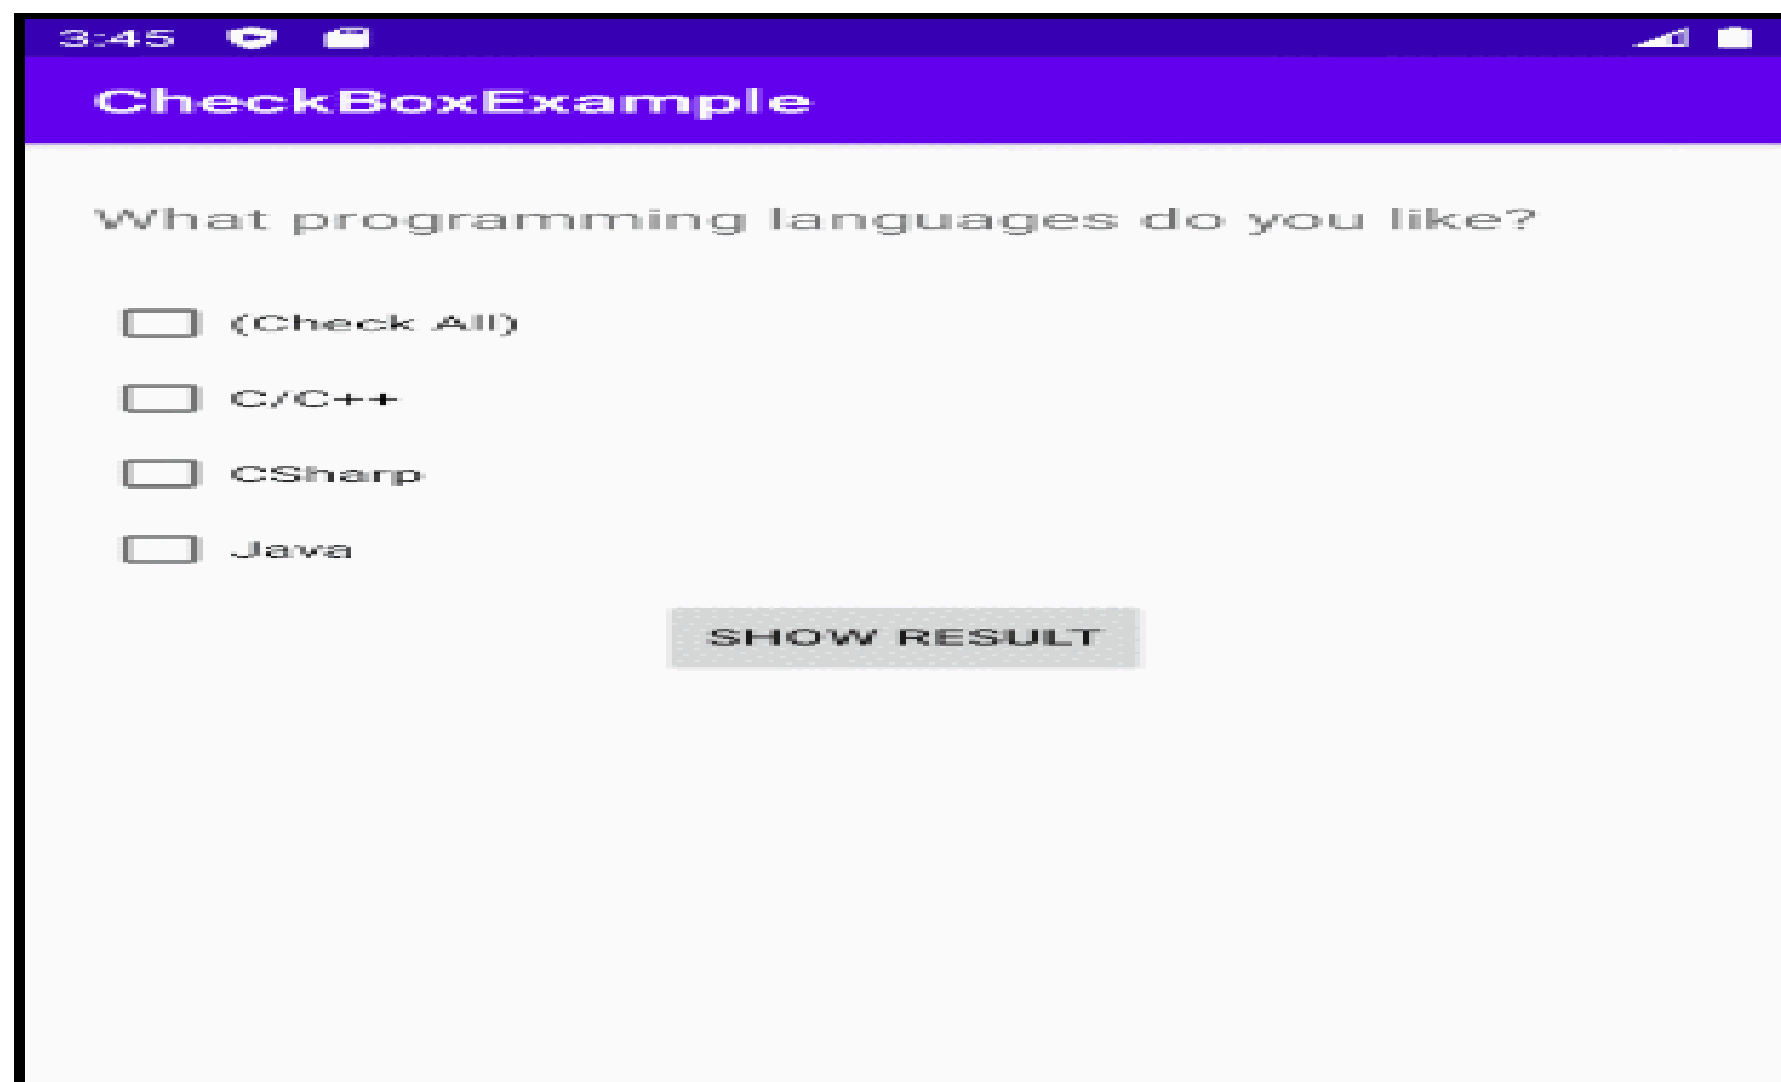 3:45
CheckBoxExample
What programming languages do you like?
(Check All)
C/C++
CSharp
Java
SHOW RESULT